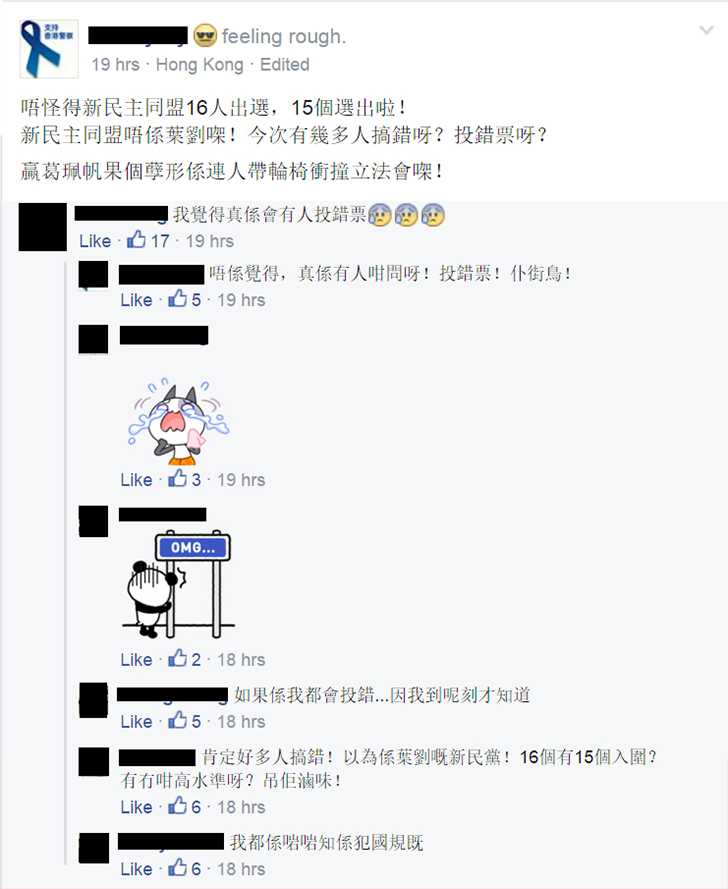 支持
香港警察
feeling rough.
19 hrs · Hong Kong · Edited
唔怪得新民主同盟16人出選，15個選出啦！
新民主同盟唔係葉劉㗎！今次有幾多人搞錯呀？投錯票呀？
贏葛珮帆果個孽形係連人帶輪椅衝撞立法會㗎！
我覺得真係會有人投錯票
Like · 17 · 19 hrs
唔係覺得，真係有人咁問呀！投錯票！仆街鳥！
Like · 5 · 19 hrs
Like · 3 · 19 hrs
OMG...
Like · 2 · 18 hrs
如果係我都會投錯...因我到呢刻才知道
Like · 5 · 18 hrs
肯定好多人搞錯！以為係葉劉嘅新民黨！16個有15個入圍？
有冇咁高水準呀？吊佢滷味！
Like · 6 · 18 hrs
我都係啱啱知係犯國規既
Like · 6 · 18 hrs